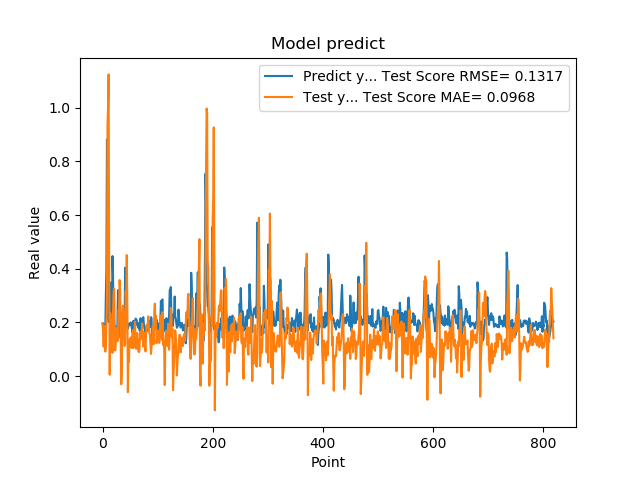 Model predict
Predict y... Test Score RMSE= 0.1317
Test y... Test Score MAE= 0.0968
Real value
1.0
0.8
0.6
0.4
0.2
0.0
0 200 400 600 800
Point